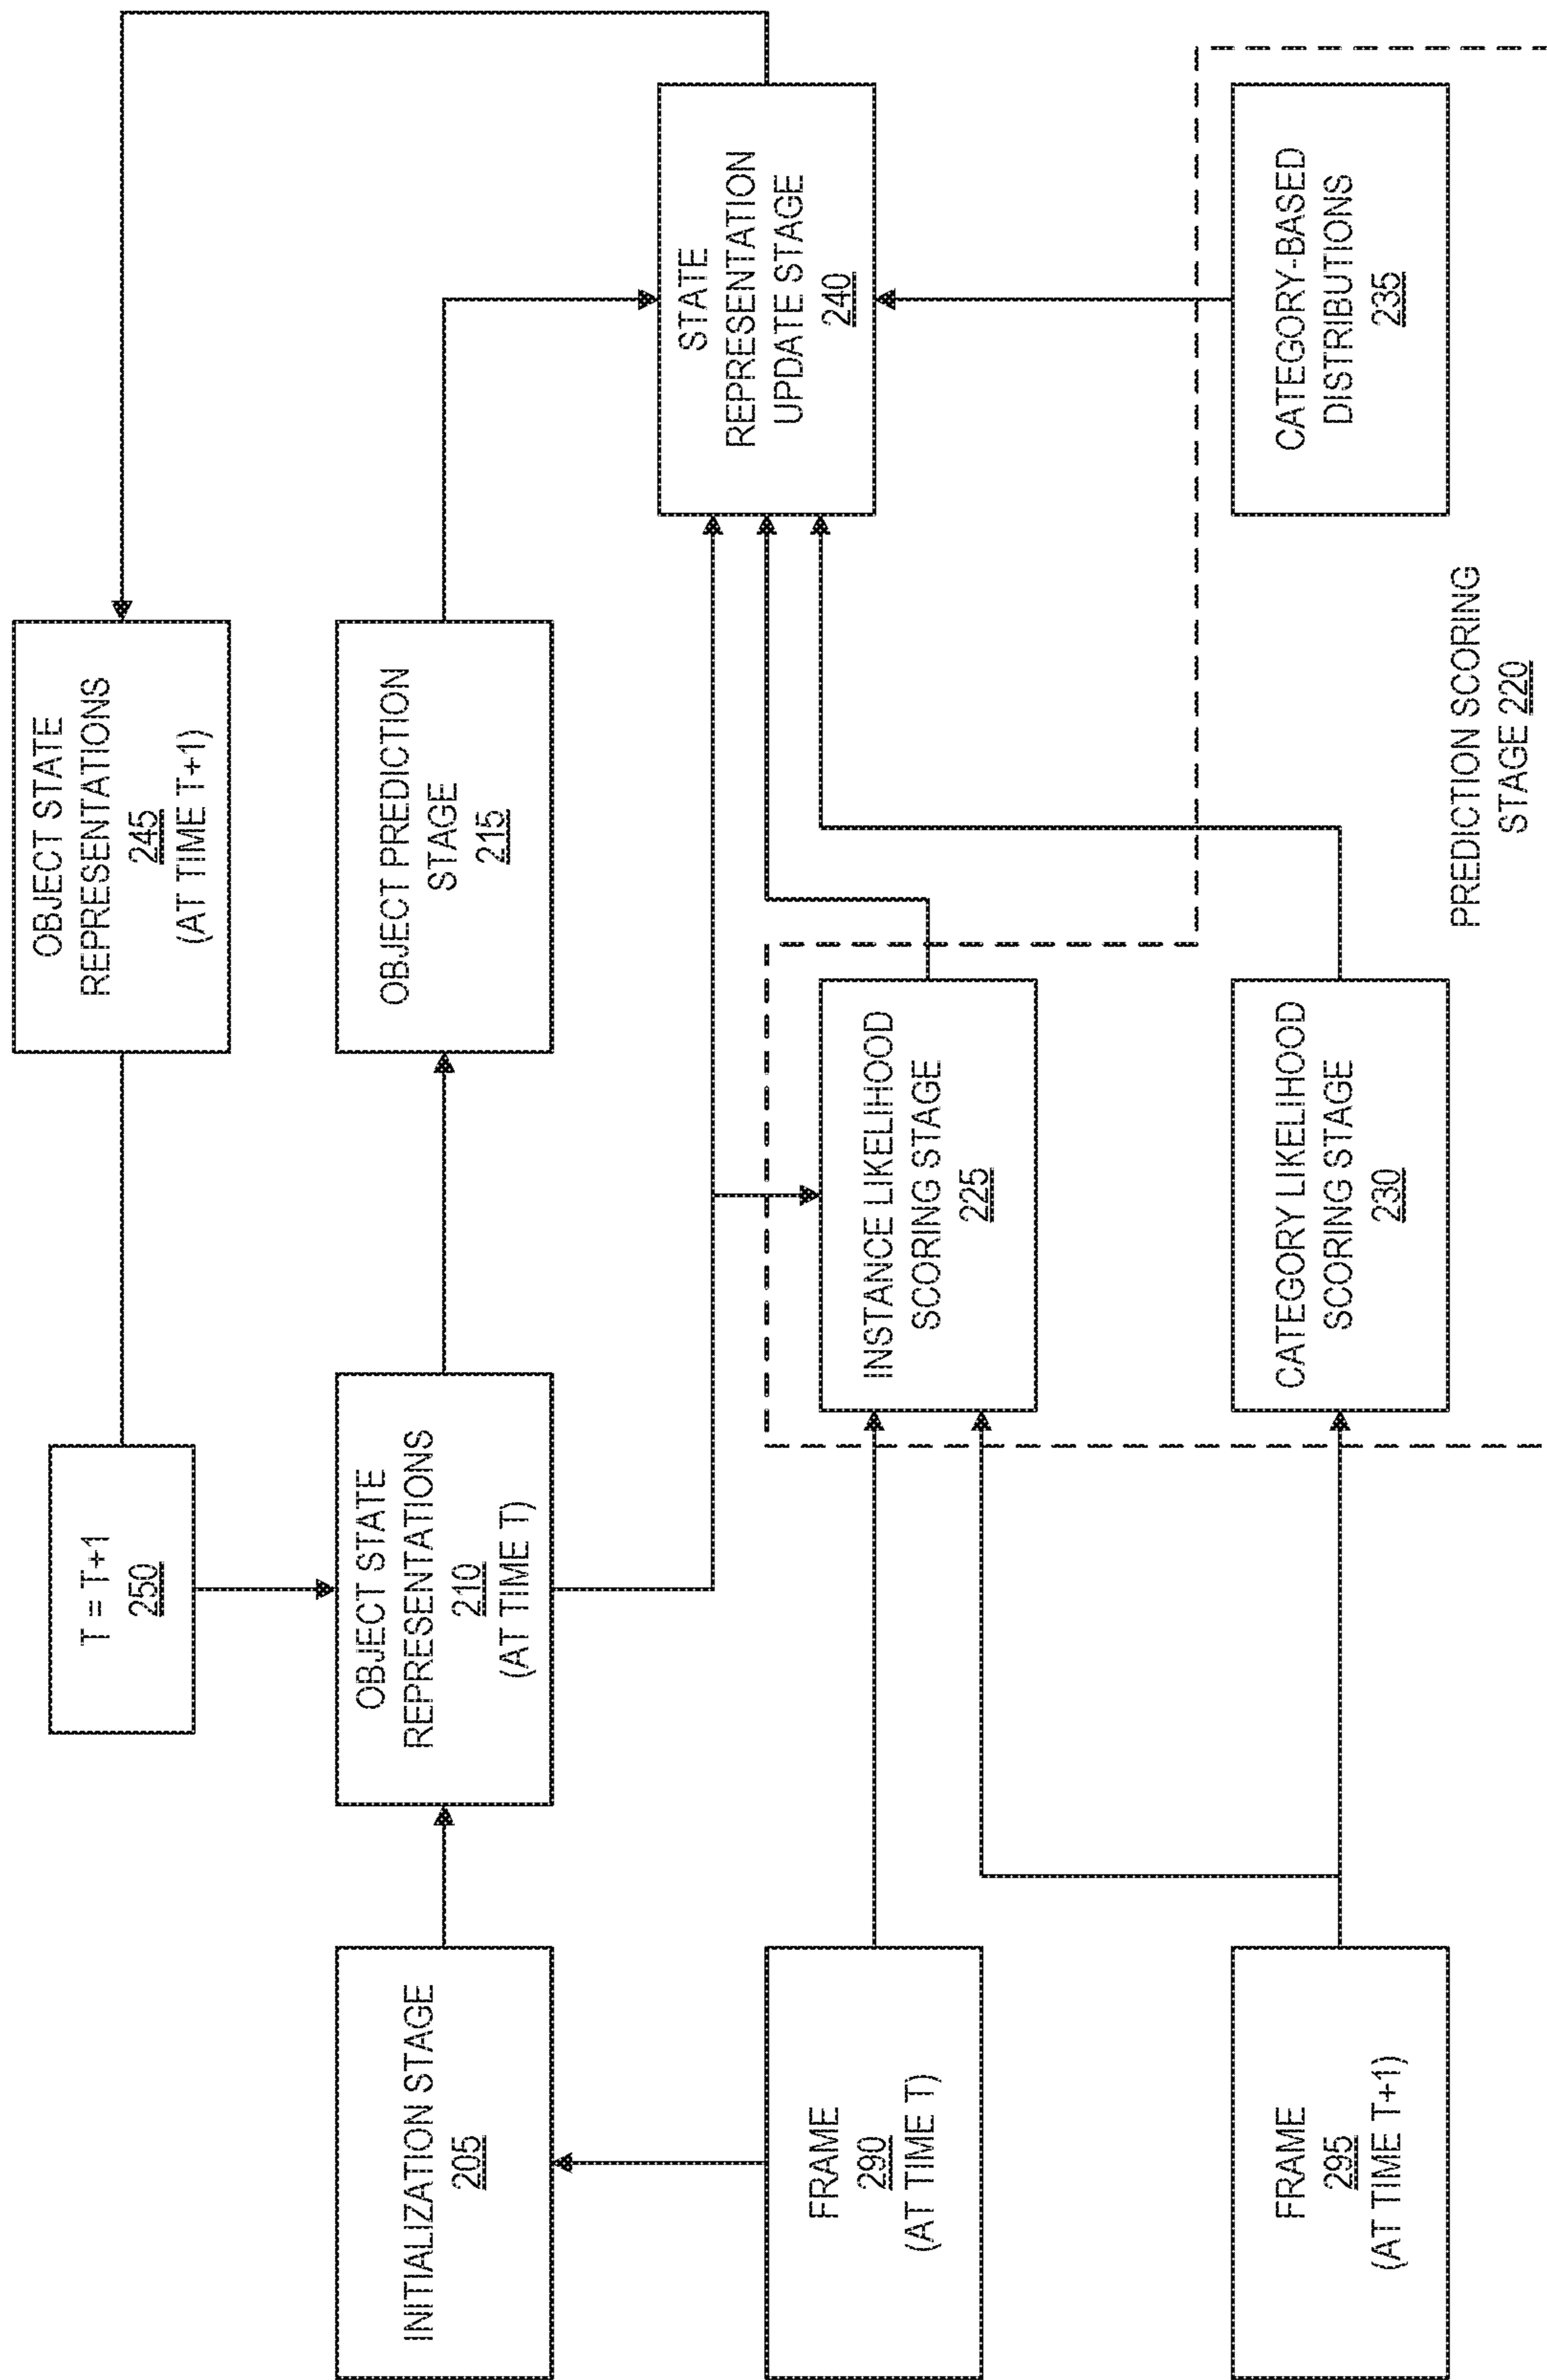 T = T+1
250
OBJECT STATE
REPRESENTATIONS
245
(AT TIME T+1)
INITIALIZATION STAGE
205
OBJECT STATE
REPRESENTATIONS
210
(AT TIME T)
OBJECT PREDICTION
STAGE
215
STATE
REPRESENTATION
UPDATE STAGE
240
FRAME
290
(AT TIME T)
INSTANCE LIKELIHOOD
SCORING STAGE
225
FRAME
295
(AT TIME T+1)
CATEGORY LIKELIHOOD
SCORING STAGE
230
CATEGORY-BASED
DISTRIBUTIONS
235
PREDICTION SCORING
STAGE 220